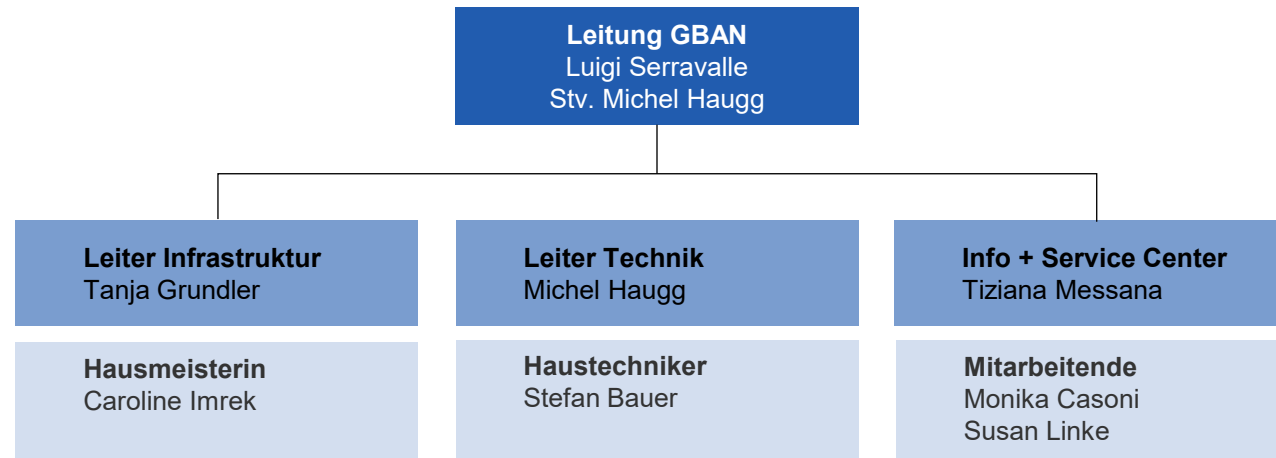 Leitung GBAN
Luigi Serravalle
Stv. Michel Haugg
Leiter Infrastruktur
Tanja Grundler
Leiter Technik
Michel Haugg
Info + Service Center
Tiziana Messana
Hausmeisterin
Caroline Imrek
Haustechniker
Stefan Bauer
Mitarbeitende
Monika Casoni
Susan Linke